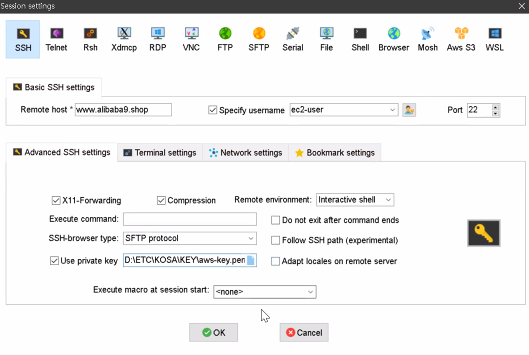 Session settings
SSH Telnet Rsh Xdmcp RDP VNC FTP SFTP Serial File Shell Browser Mosh Aws S3 WSL
Basic SSH settings
Remote host * www.alibaba9.shop Specify username ec2-user Port 22
Advanced SSH settings Terminal settings Network settings Bookmark settings
X11-Forwarding Compression Remote environment: Interactive shell
Execute command: Do not exit after command ends
SSH-browser type: SFTP protocol Follow SSH path (experimental)
Use private key D:\ETC\KOSA\KEY\aws-key.pem Adapt locales on remote server
Execute macro at session start: <none>
OK Cancel